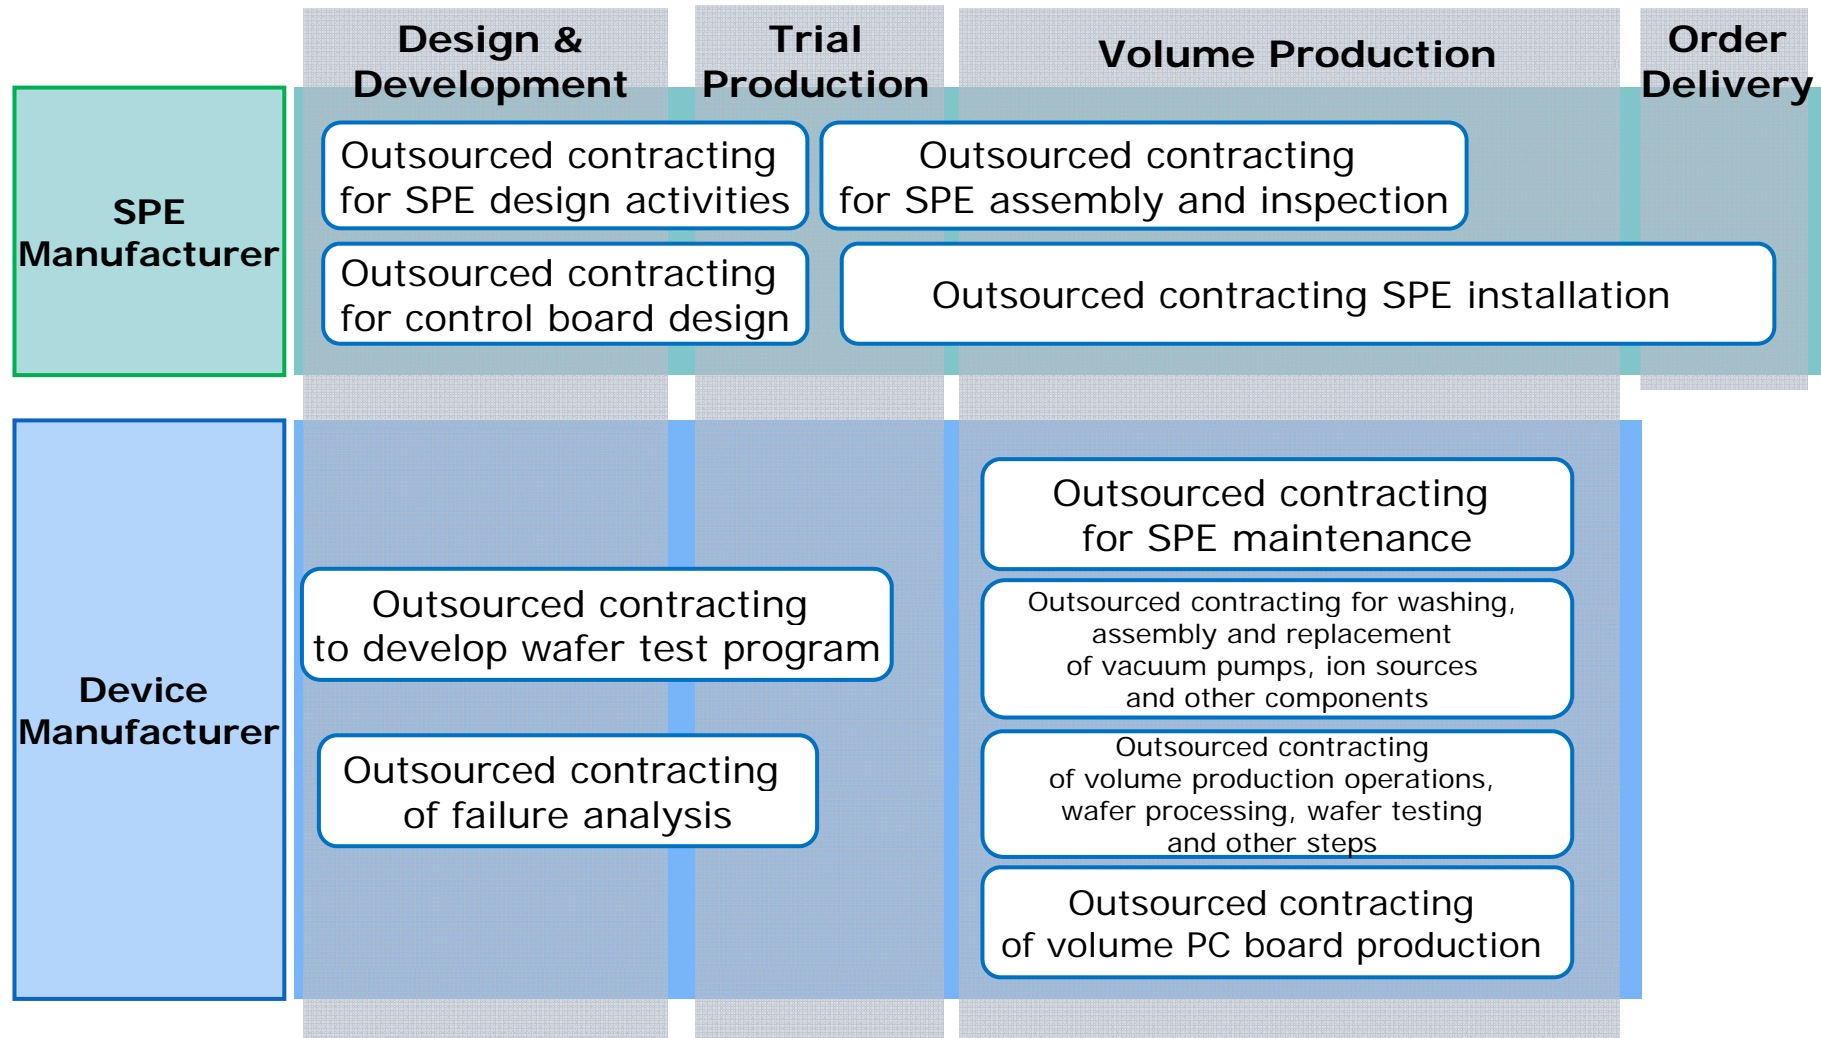 Design &
Development
Trial
Production
Volume Production
Order
Delivery
SPE
Manufacturer
Outsourced contracting
for SPE design activities
Outsourced contracting
for SPE assembly and inspection
Outsourced contracting
for control board design
Outsourced contracting SPE installation
Device
Manufacturer
Outsourced contracting
to develop wafer test program
Outsourced contracting
of failure analysis
Outsourced contracting
for SPE maintenance
Outsourced contracting for washing,
assembly and replacement
of vacuum pumps, ion sources
and other components
Outsourced contracting
of volume production operations,
wafer processing, wafer testing
and other steps
Outsourced contracting
of volume PC board production